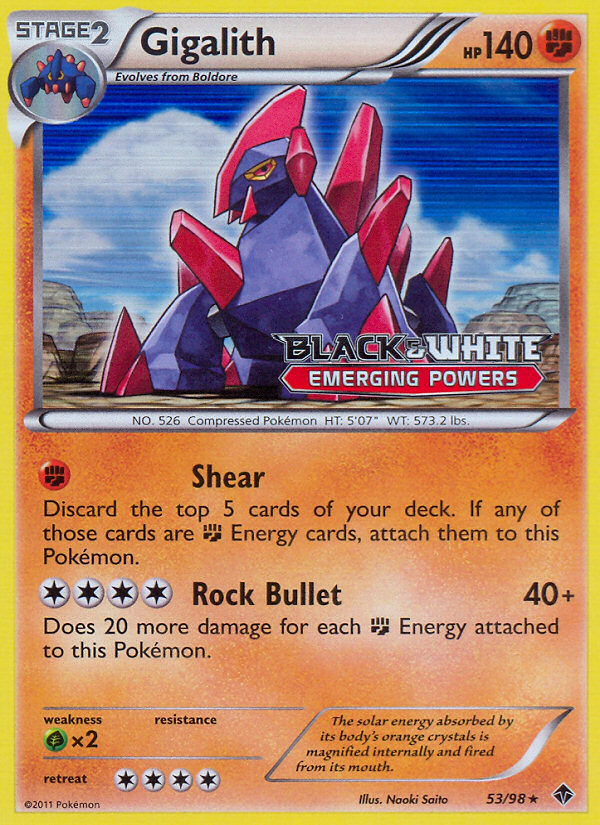 STAGE2
Gigalith
HP140
Evolves from Boldore
BLACK & WHITE
EMERGING POWERS
NO. 526 Compressed Pokémon HT: 5'07" WT: 573.2 lbs.
Shear
Discard the top 5 cards of your deck. If any of
those cards are Energy cards, attach them to this
Pokémon.
Rock Bullet 40+
Does 20 more damage for each Energy attached
to this Pokémon.
weakness resistance
×2
The solar energy absorbed by
its body's orange crystals is
magnified internally and fired
from its mouth.
retreat
©2011 Pokémon
Illus. Naoki Saito 53/98★